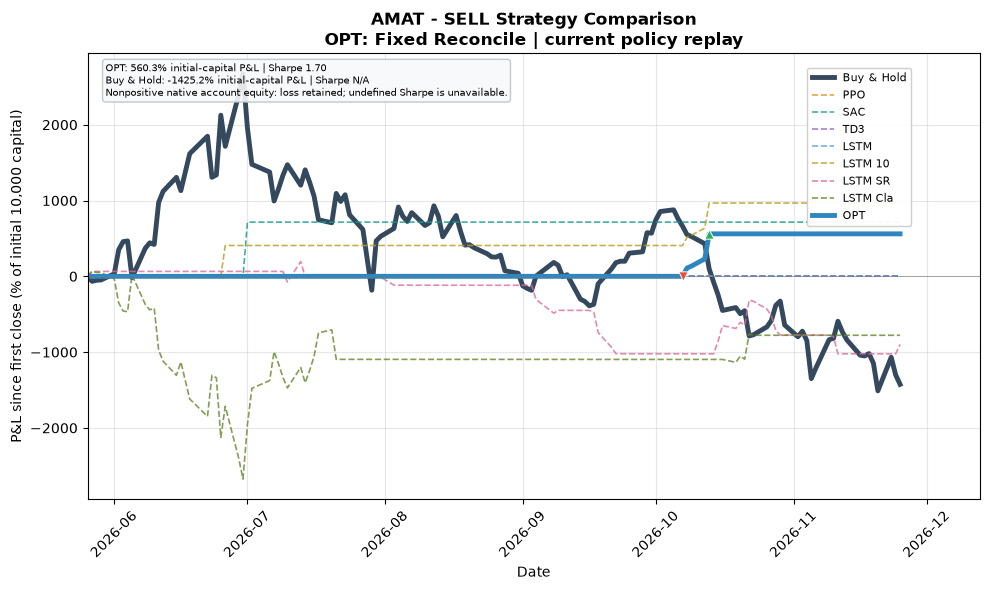 AMAT - SELL Strategy Comparison
OPT: Fixed Reconcile | current policy replay
OPT: 560.3% initial-capital P&L | Sharpe 1.70
Buy & Hold: -1425.2% initial-capital P&L | Sharpe N/A
Nonpositive native account equity: loss retained; undefined Sharpe is unavailable.
Buy & Hold
PPO
SAC
TD3
LSTM
LSTM 10
LSTM SR
LSTM Cla
OPT
P&L since first close (% of initial 10,000 capital)
2000
1000
0
−1000
−2000
2026-06
2026-07
2026-08
2026-09
2026-10
2026-11
2026-12
Date